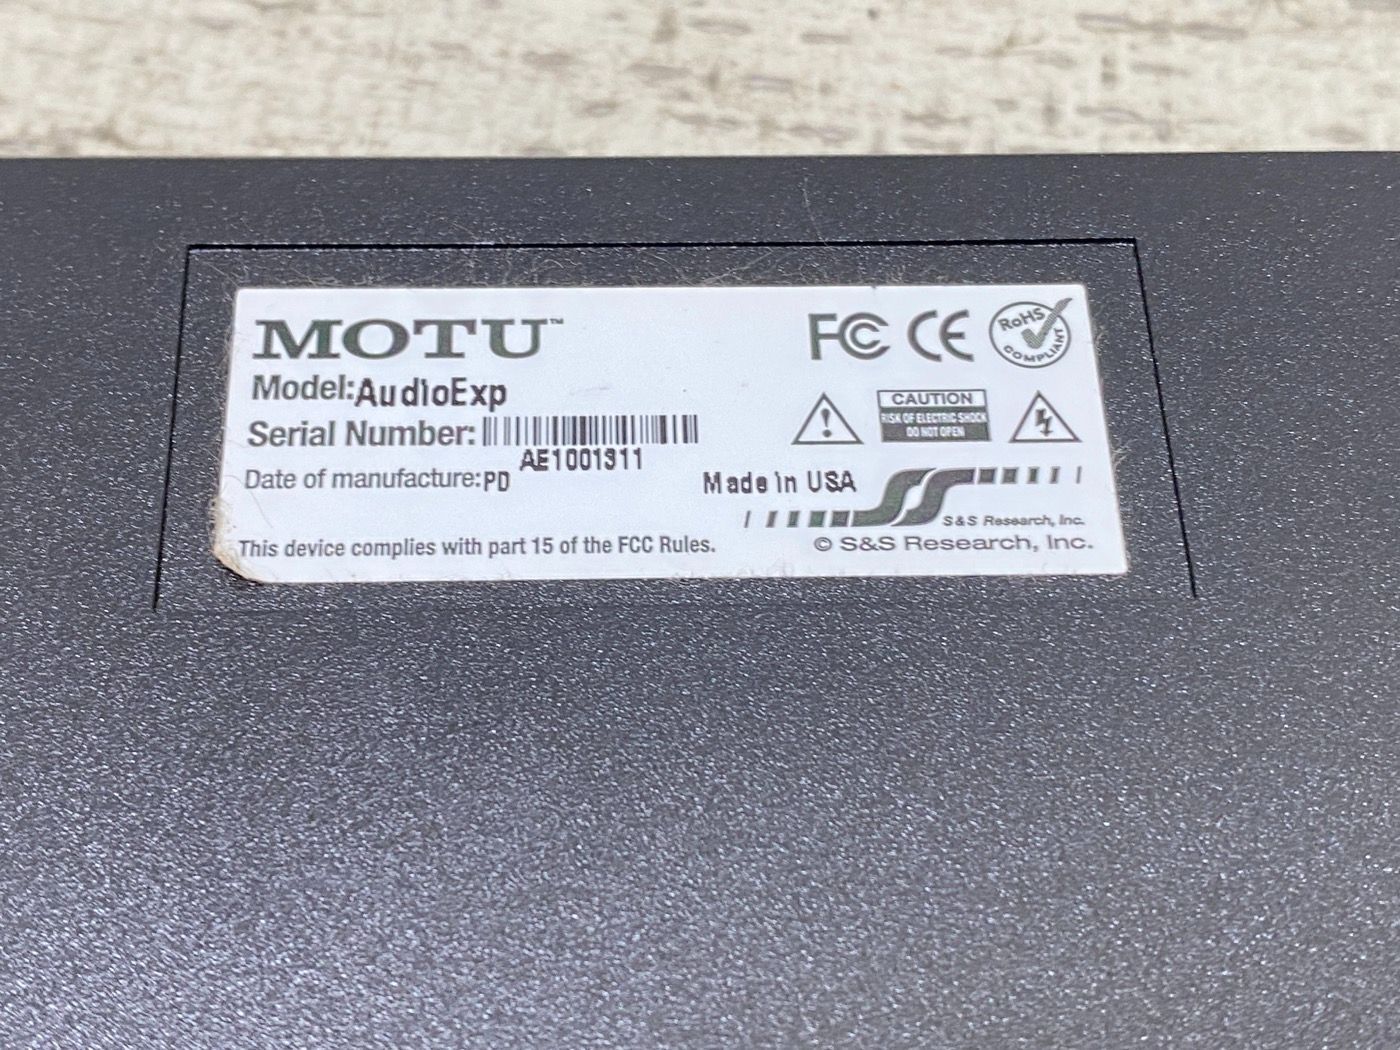 MOTU™
Model:AudioExp
Serial Number:
AE1001311
Date of manufacture:PD
This device complies with part 15 of the FCC Rules.
FC CE
RoHS
COMPLIANT
CAUTION
RISK OF ELECTRIC SHOCK
DO NOT OPEN
Made in USA
S&S Research, Inc.
© S&S Research, Inc.